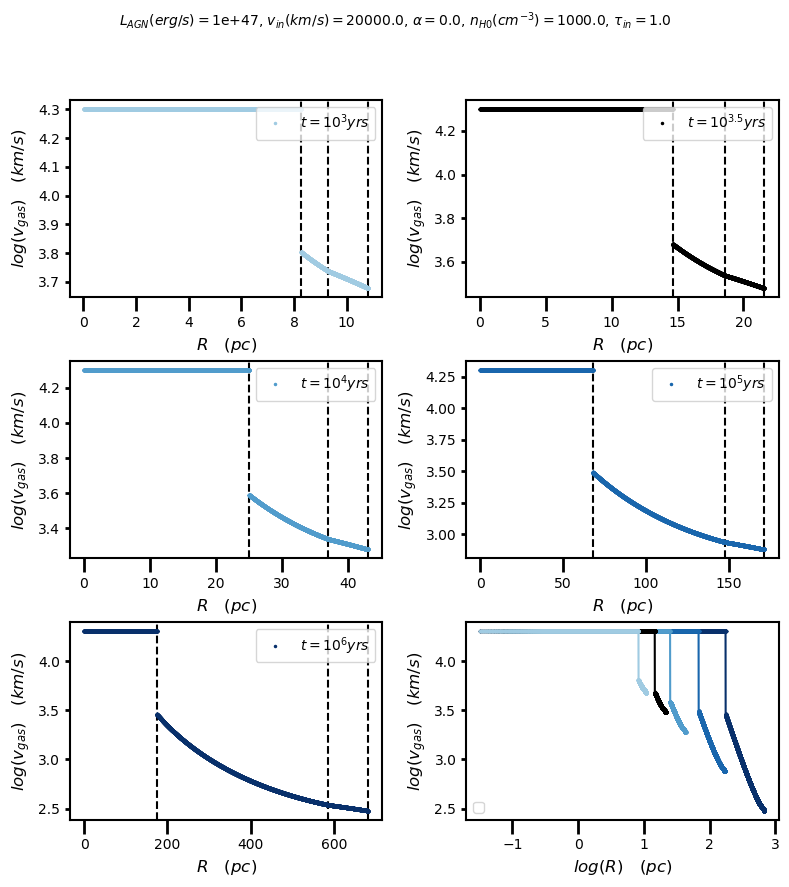 L_AGN(erg/s) = 1e+47, v_in(km/s) = 20000.0, α = 0.0, n_H0(cm^−3) = 1000.0, τ_in = 1.0
log(v_gas) (km/s)
4.3
4.2
4.1
4.0
3.9
3.8
3.7
t = 10^3 yrs
0 2 4 6 8 10
R (pc)
log(v_gas) (km/s)
4.2
4.0
3.8
3.6
t = 10^3.5 yrs
0 5 10 15 20
R (pc)
log(v_gas) (km/s)
4.2
4.0
3.8
3.6
3.4
t = 10^4 yrs
0 10 20 30 40
R (pc)
log(v_gas) (km/s)
4.25
4.00
3.75
3.50
3.25
3.00
t = 10^5 yrs
0 50 100 150
R (pc)
log(v_gas) (km/s)
4.0
3.5
3.0
2.5
t = 10^6 yrs
0 200 400 600
R (pc)
log(v_gas) (km/s)
4.0
3.5
3.0
2.5
−1 0 1 2 3
log(R) (pc)